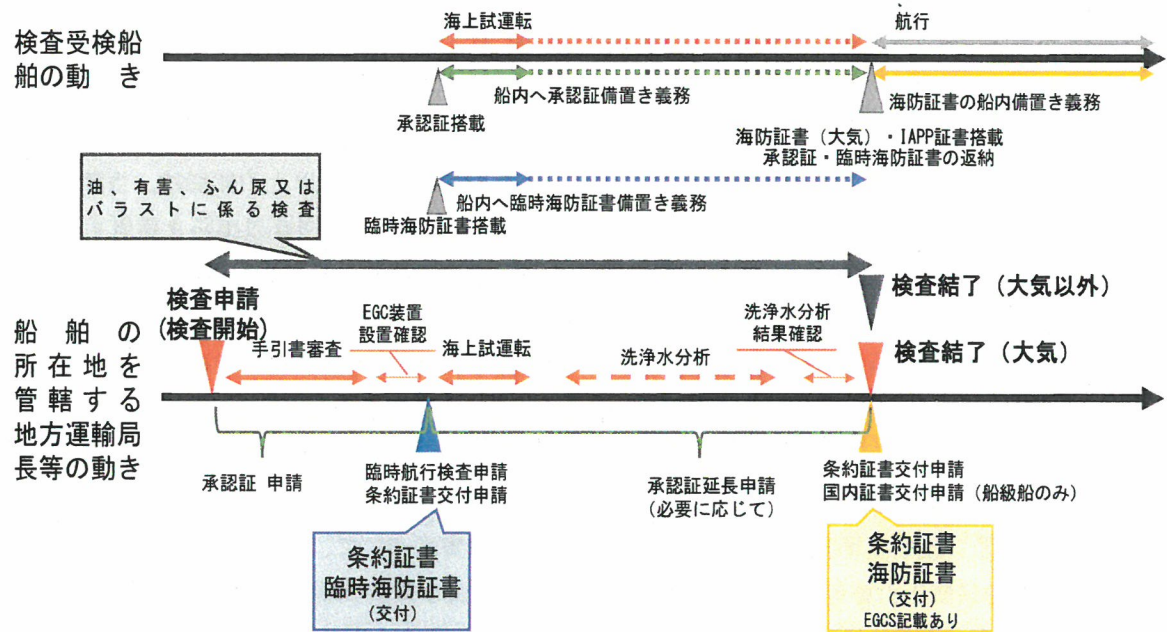 海上試運転
航行
検査受検船
舶の動き
船内へ承認証備置き義務
海防証書の船内備置き義務
承認証搭載
海防証書（大気）・IAPP証書搭載
承認証・臨時海防証書の返納
油、有害、ふん尿又は
バラストに係る検査
船内へ臨時海防証書備置き義務
臨時海防証書搭載
検査申請
(検査開始)
検査結了（大気以外）
船舶の
所在地を
管轄する
地方運輸局
長等の動き
手引書審査
EGC装置
設置確認
海上試運転
洗浄水分析
洗浄水分析
結果確認
検査結了（大気）
承認証 申請
臨時航行検査申請
条約証書交付申請
承認証延長申請
(必要に応じて)
条約証書交付申請
国内証書交付申請（船級船のみ）
条約証書
臨時海防証書
(交付)
条約証書
海防証書
(交付)
EGCS記載あり